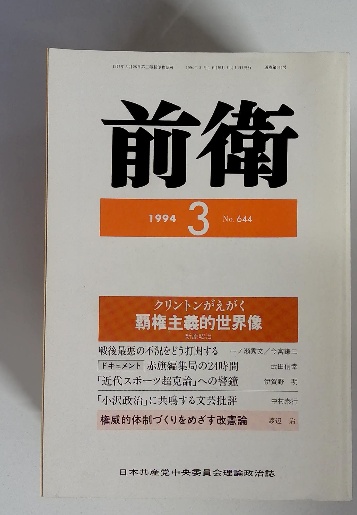 前衛
1994 3 No. 644
クリントンがえがく
覇権主義的世界像
戦後最悪の不況をどう打開する
ドキュメント 赤旗編集局の24時間
「近代スポーツ超克論」への警鐘
「小沢政治」に共鳴する文芸批評
権威的体制づくりをめざす改憲論 渡辺 治
日本共産党中央委員会理論政治誌